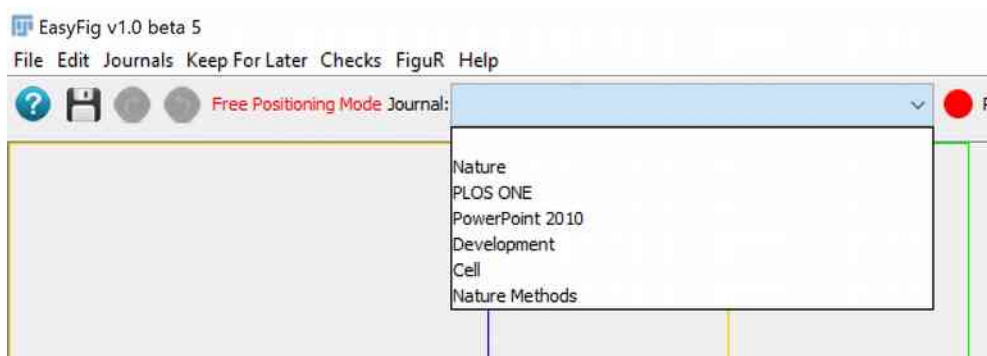 EasyFig v1.0 beta 5
File Edit Journals Keep For Later Checks FiguR Help
Free Positioning Mode Journal:
Nature
PLOS ONE
PowerPoint 2010
Development
Cell
Nature Methods